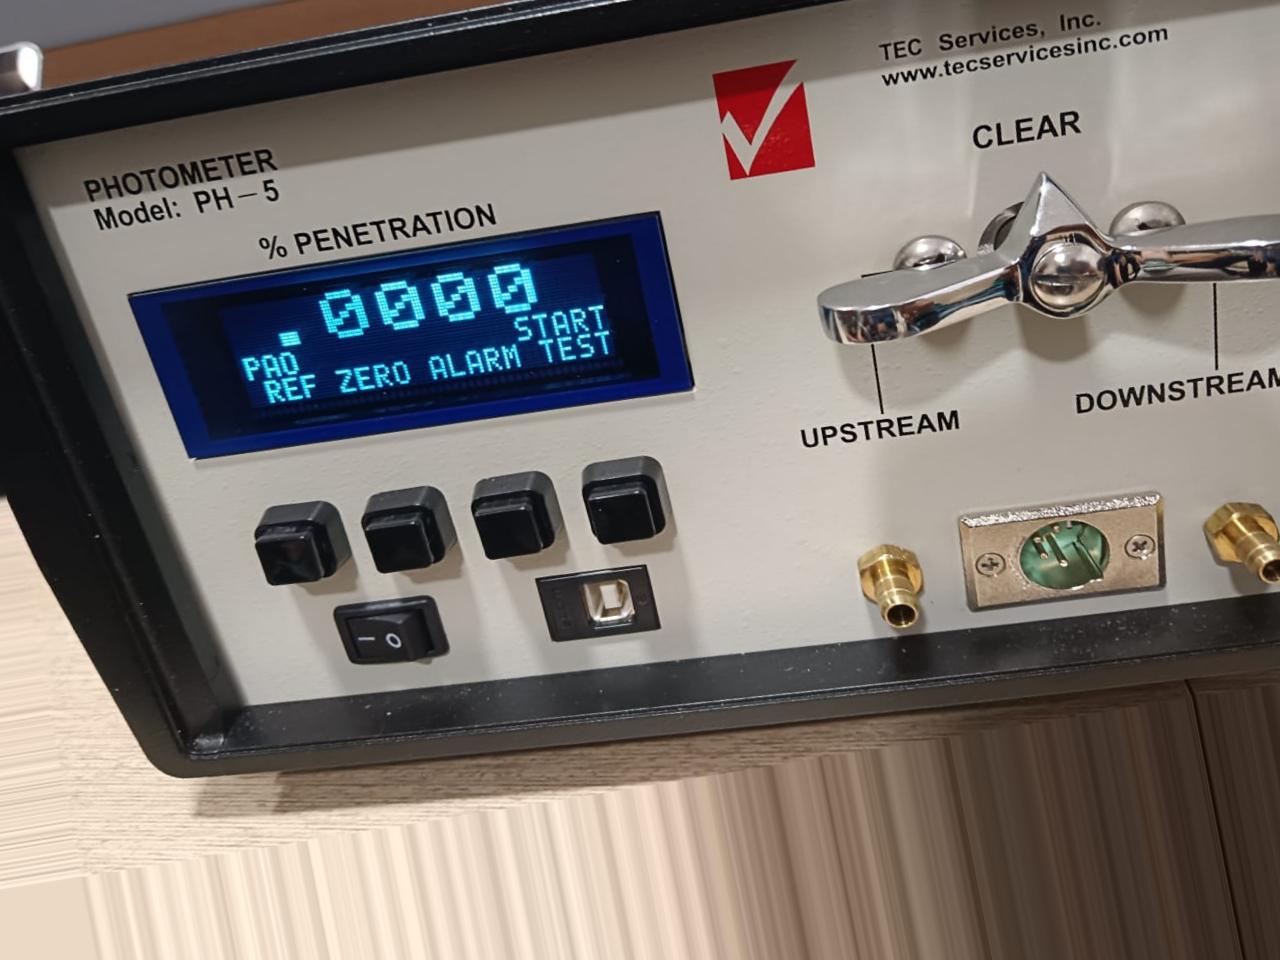 TEC Services, Inc.
www.tecservicesinc.com
CLEAR
PHOTOMETER
Model: PH-5
% PENETRATION
.0000
PAO START
REF ZERO ALARM TEST
UPSTREAM
DOWNSTREAM